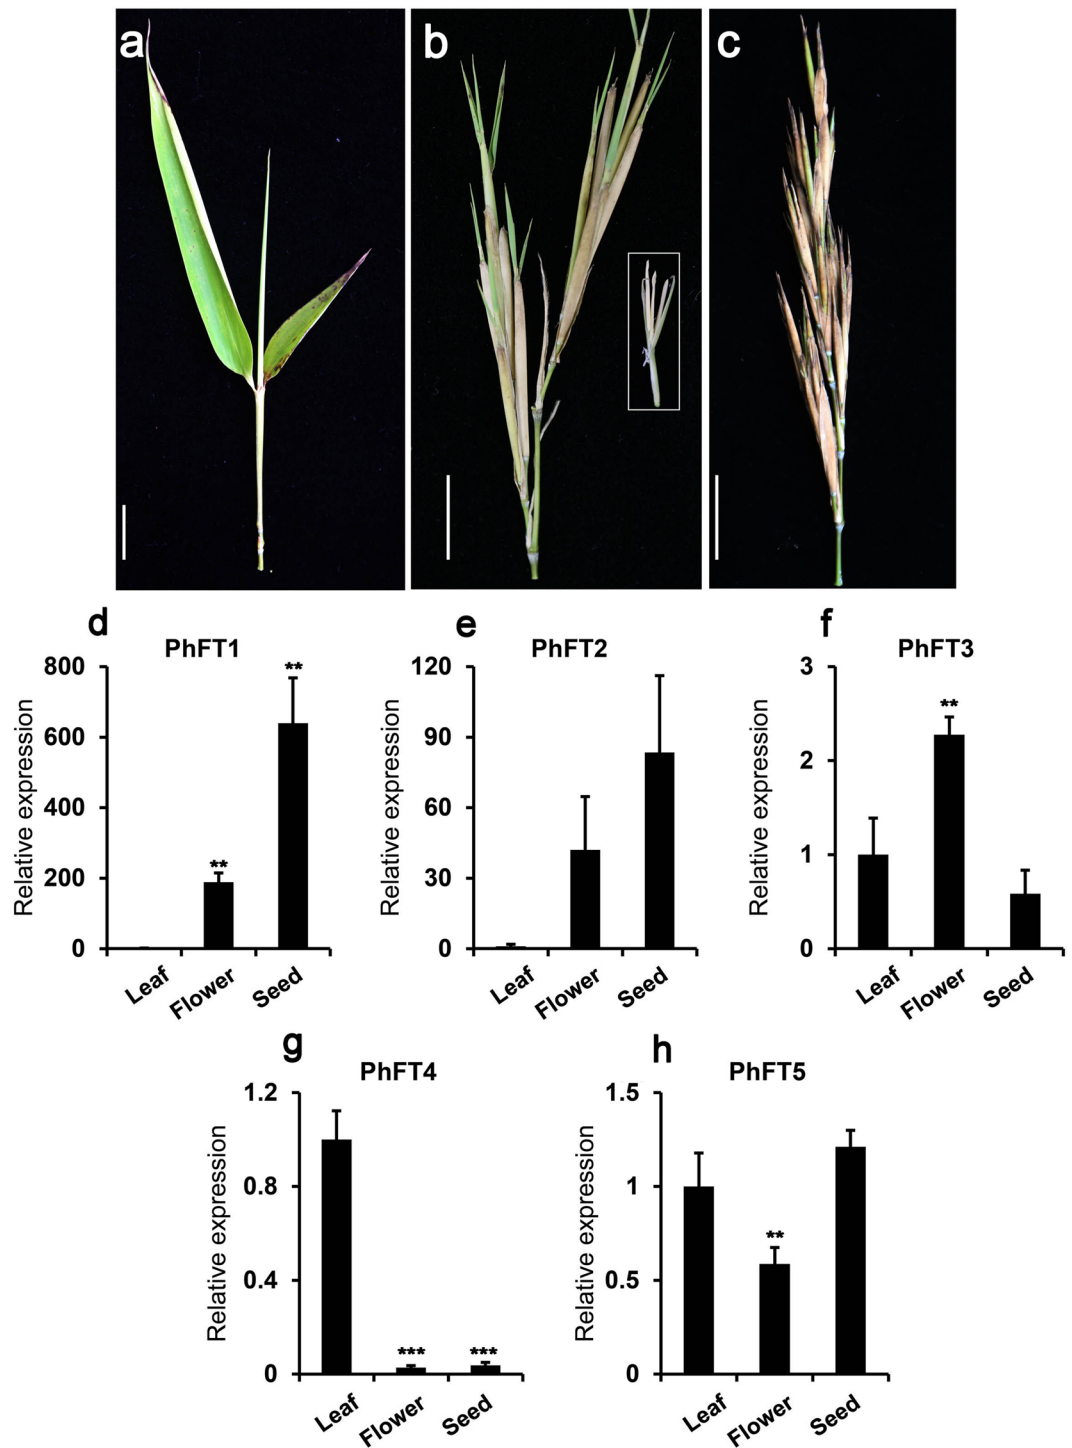 a
b
c
d
PhFT1
Relative expression
800
600
400
200
0
**
**
Leaf
Flower
Seed
e
PhFT2
Relative expression
120
90
60
30
0
Leaf
Flower
Seed
f
PhFT3
Relative expression
3
2
1
0
**
Leaf
Flower
Seed
g
PhFT4
Relative expression
1.2
0.8
0.4
0
***
***
Leaf
Flower
Seed
h
PhFT5
Relative expression
1.5
1
0.5
0
**
Leaf
Flower
Seed